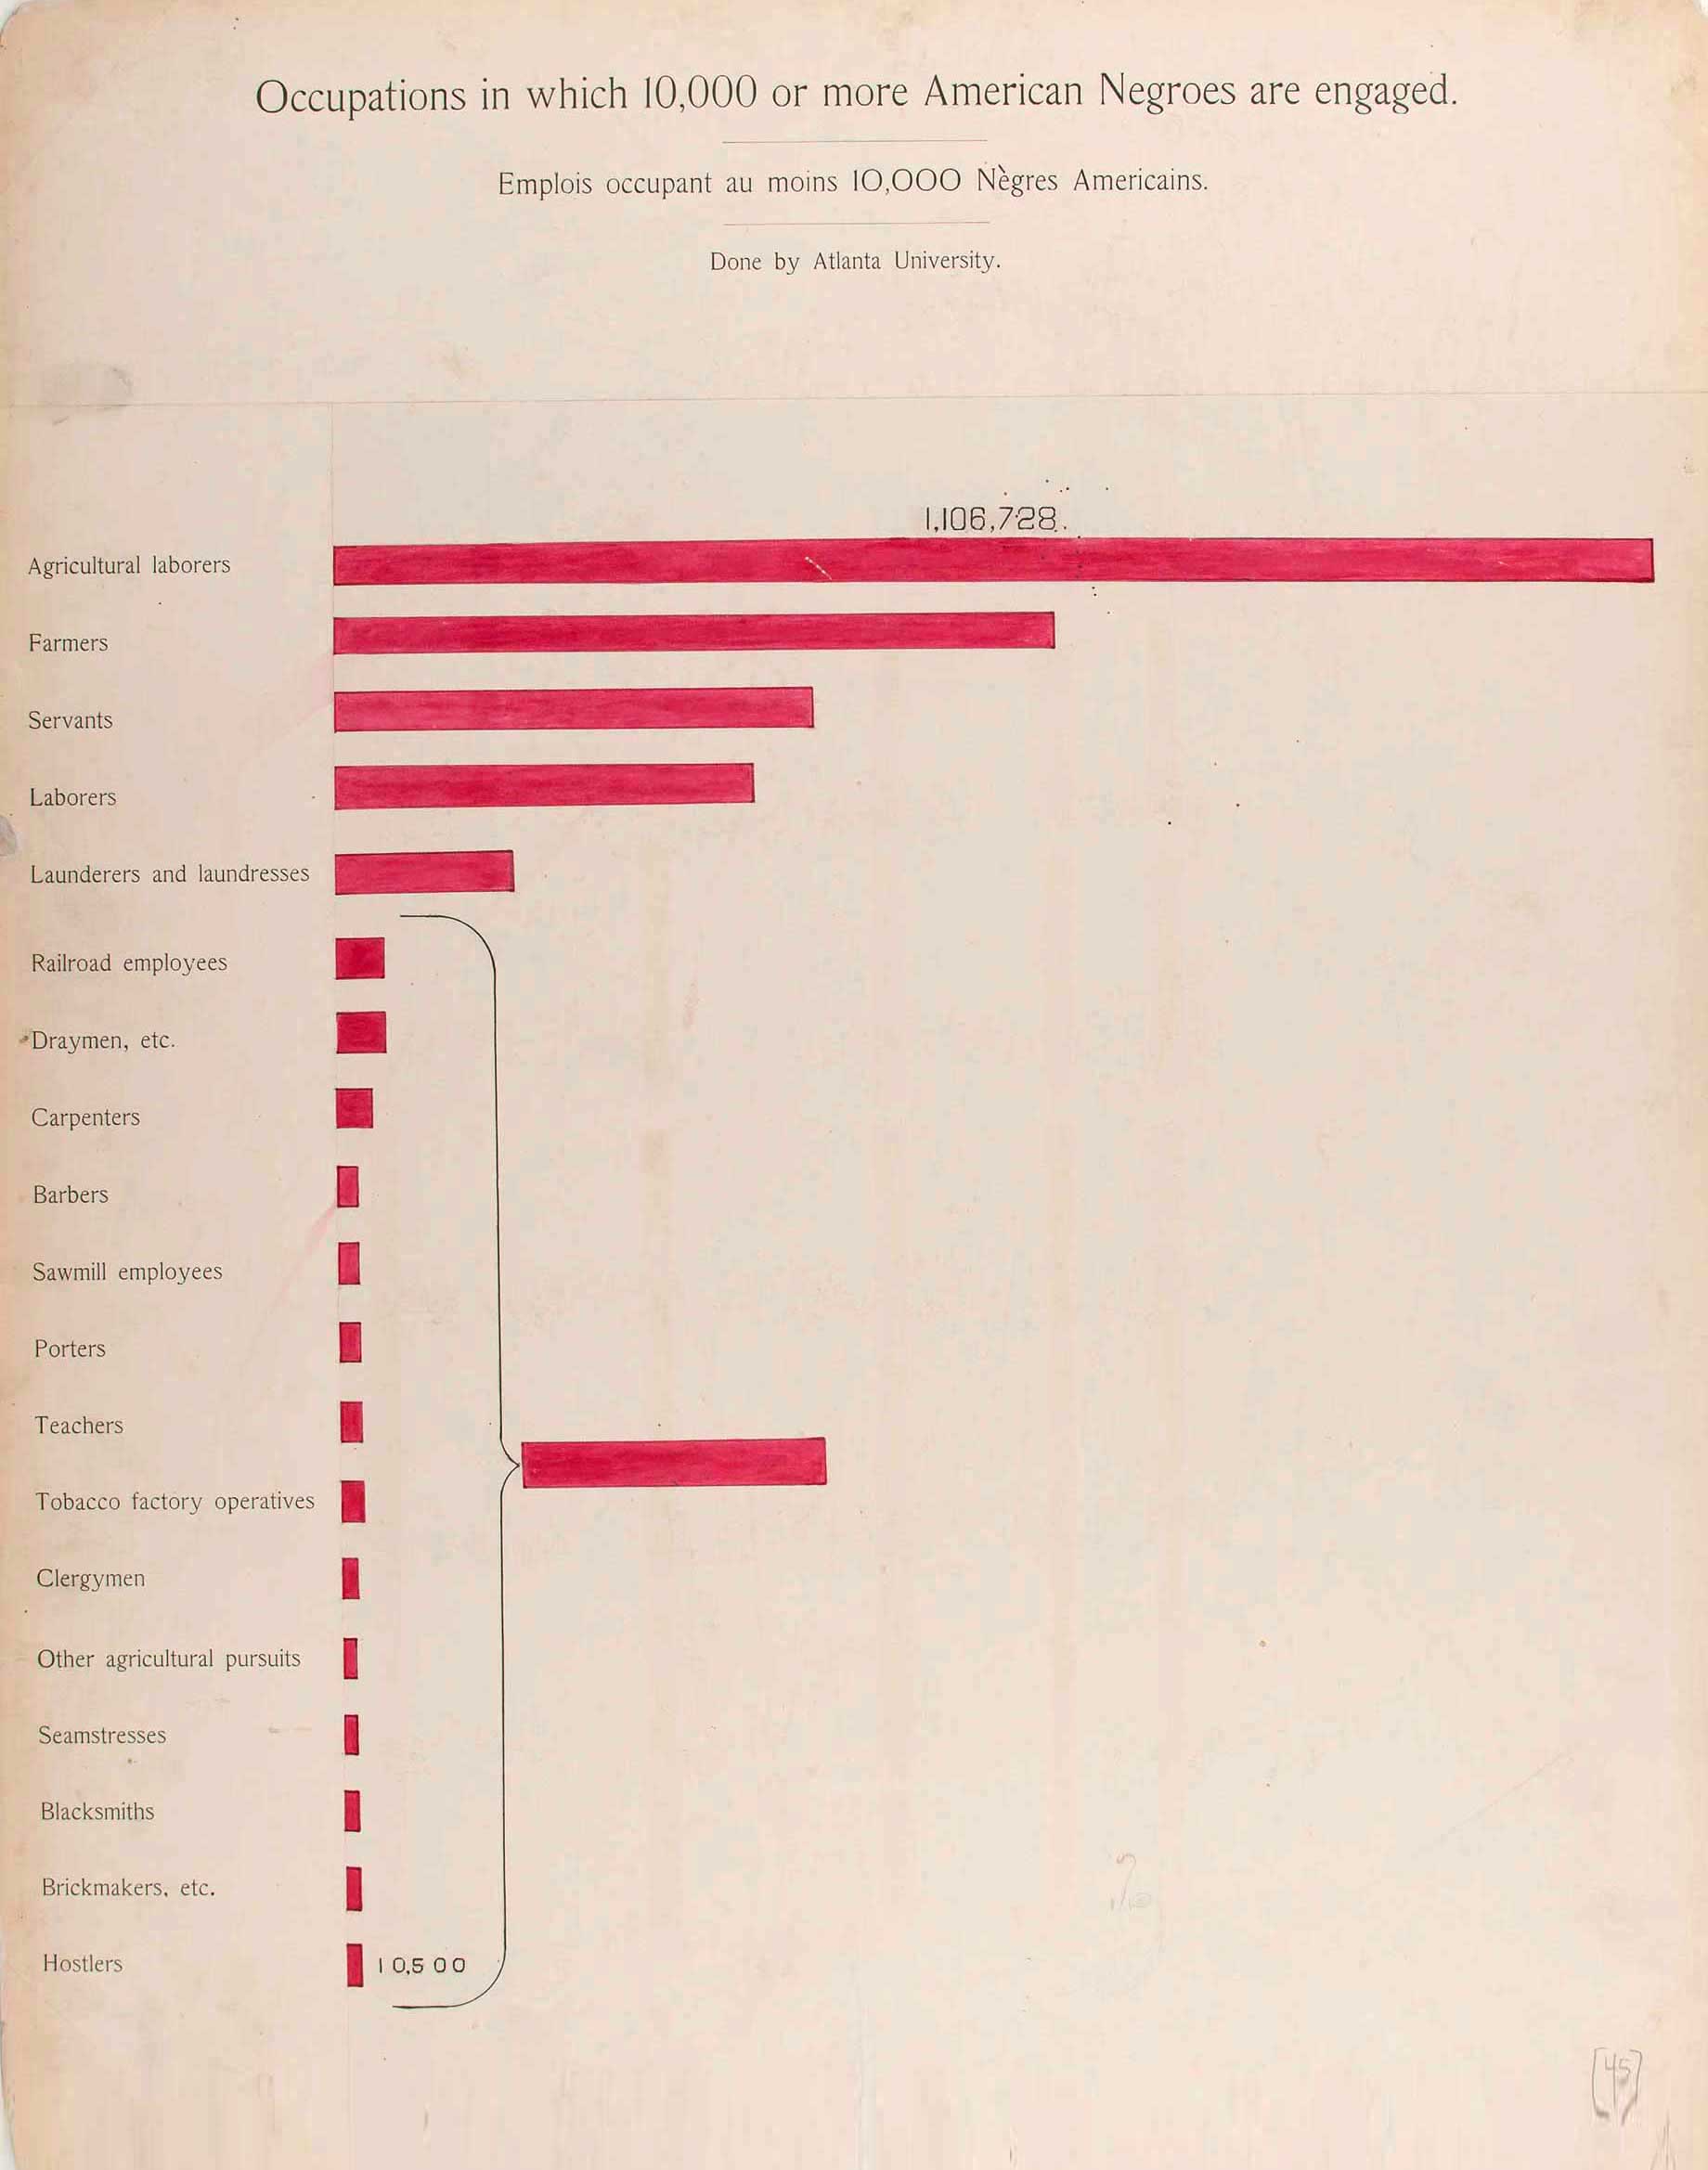 Occupations in which 10,000 or more American Negroes are engaged.
Emplois occupant au moins 10,000 Nègres Americains.
Done by Atlanta University.
1,106,728.
Agricultural laborers
Farmers
Servants
Laborers
Launderers and laundresses
Railroad employees
Draymen, etc.
Carpenters
Barbers
Sawmill employees
Porters
Teachers
Tobacco factory operatives
Clergymen
Other agricultural pursuits
Seamstresses
Blacksmiths
Brickmakers, etc.
Hostlers 10,500
[45]